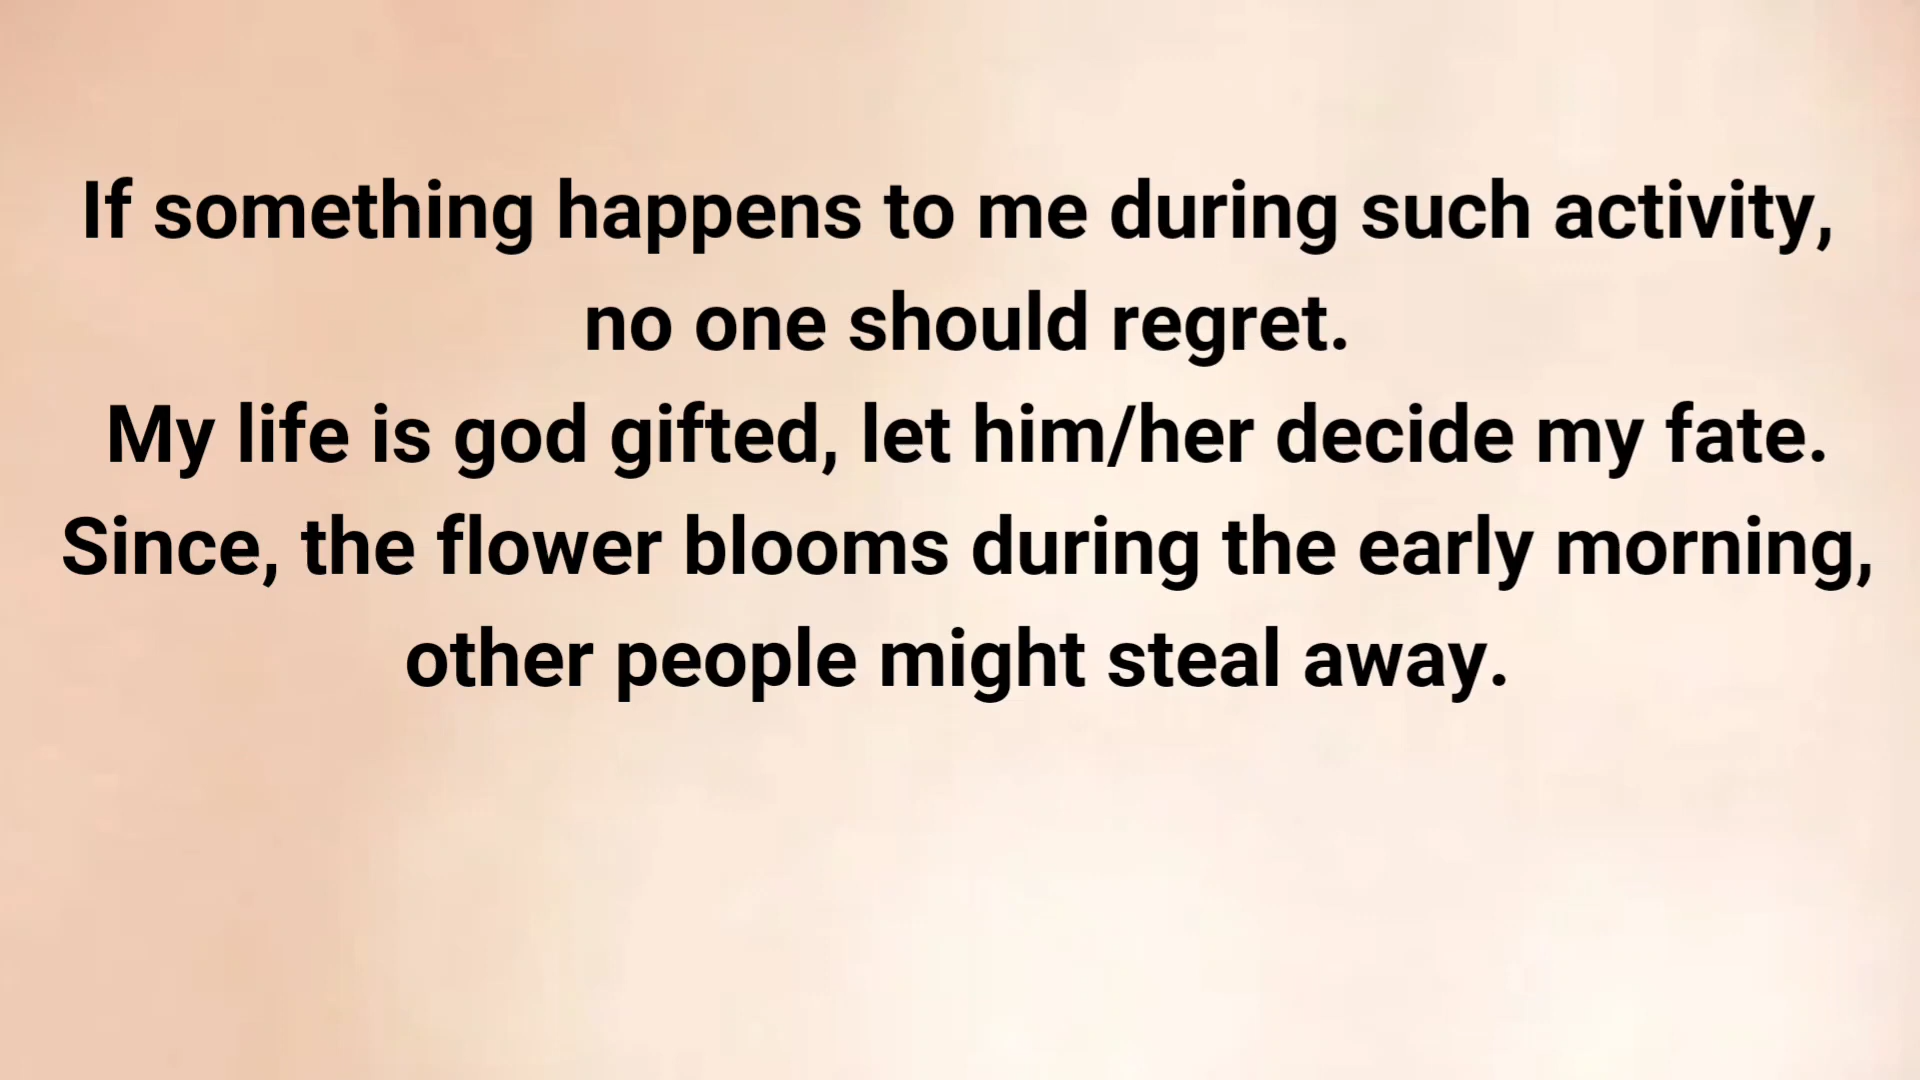 If something happens to me during such activity,
no one should regret.
My life is god gifted, let him/her decide my fate.
Since, the flower blooms during the early morning,
other people might steal away.